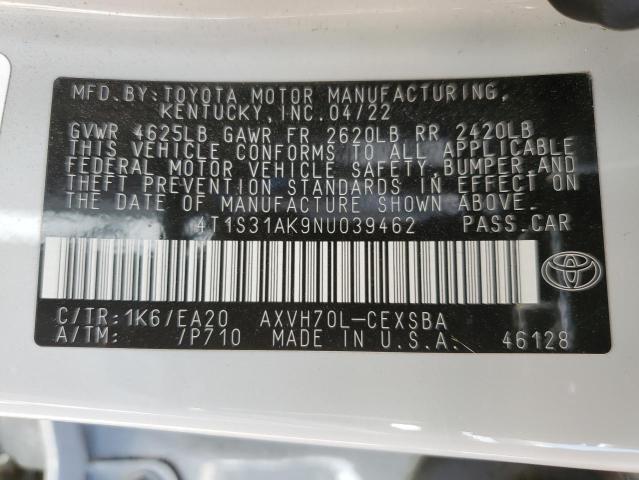 MFD. BY: TOYOTA MOTOR MANUFACTURING,
KENTUCKY, INC. 04/22
GVWR 4625LB GAWR FR 2620LB RR 2420LB
THIS VEHICLE CONFORMS TO ALL APPLICABLE
FEDERAL MOTOR VEHICLE SAFETY, BUMPER, AND
THEFT PREVENTION STANDARDS IN EFFECT ON
THE DATE OF MANUFACTURE SHOWN ABOVE.
4T1S31AK9NU039462 PASS. CAR
C/TR: 1K6/EA20 AXVH70L-CEXSBA
A/TM: /P710 MADE IN U.S.A. 46128